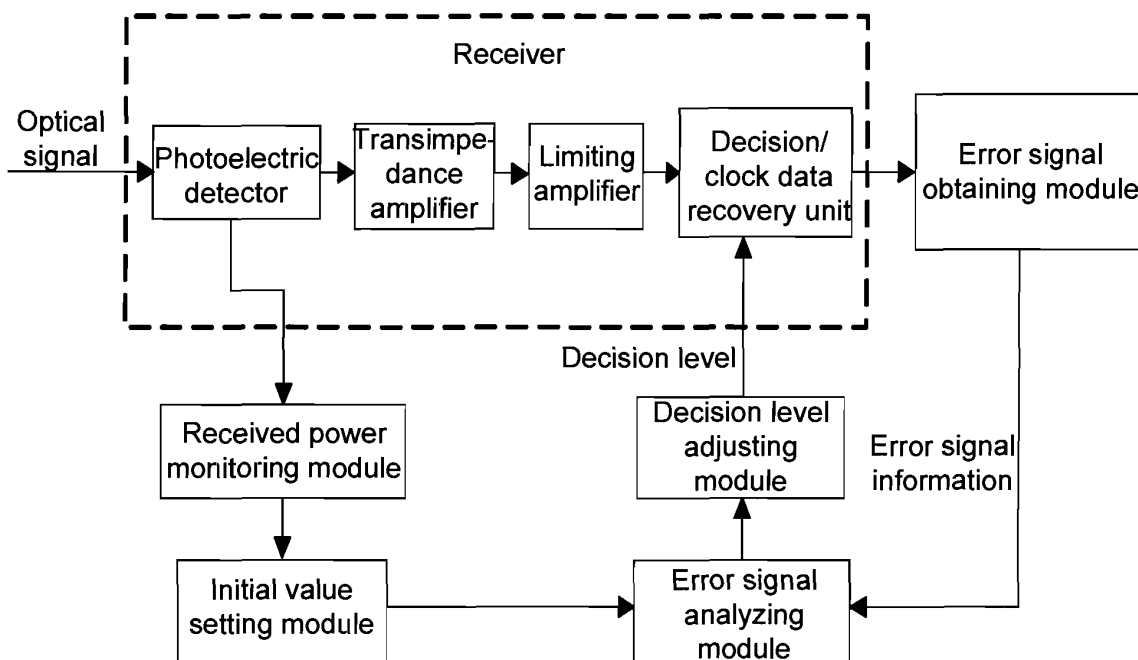 Receiver
Optical
signal
Photoelectric
detector
Transimpe-
dance
amplifier
Limiting
amplifier
Decision/
clock data
recovery unit
Error signal
obtaining module
Decision level
Received power
monitoring module
Decision level
adjusting
module
Error signal
information
Initial value
setting module
Error signal
analyzing
module